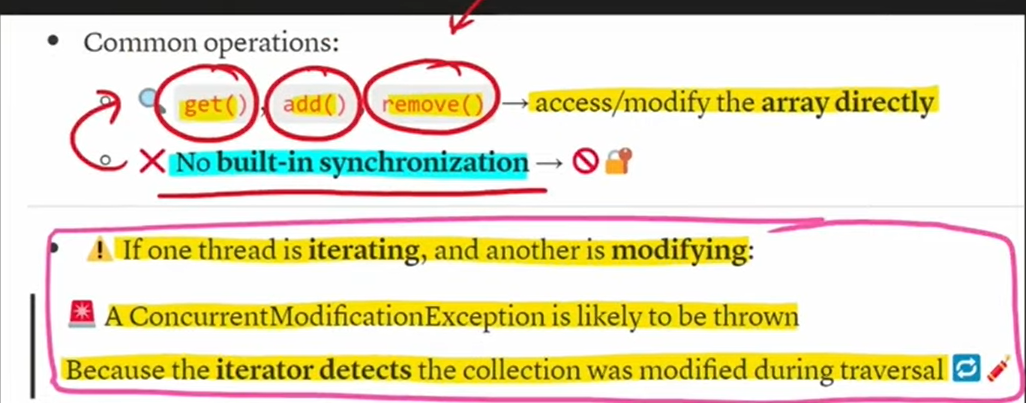 • Common operations:
🔍 get(), add(), remove() → access/modify the array directly
❌ No built-in synchronization → 🚫 🔐
• ⚠️ If one thread is iterating, and another is modifying:
🚨 A ConcurrentModificationException is likely to be thrown
Because the iterator detects the collection was modified during traversal 🔁 🧨